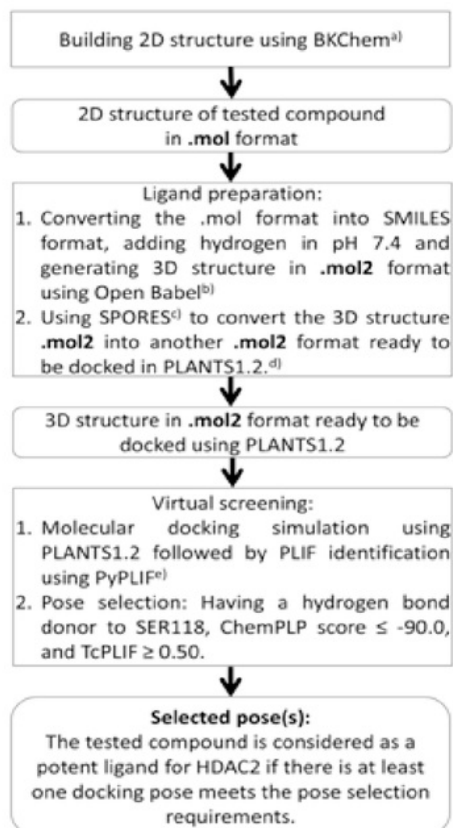 Building 2D structure using BKChemᵃ⁾
2D structure of tested compound
in .mol format
Ligand preparation:
1. Converting the .mol format into SMILES
format, adding hydrogen in pH 7.4 and
generating 3D structure in .mol2 format
using Open Babelᵇ⁾
2. Using SPORESᶜ⁾ to convert the 3D structure
.mol2 into another .mol2 format ready to
be docked in PLANTS1.2.ᵈ⁾
3D structure in .mol2 format ready to be
docked using PLANTS1.2
Virtual screening:
1. Molecular docking simulation using
PLANTS1.2 followed by PLIF identification
using PyPLIFᵉ⁾
2. Pose selection: Having a hydrogen bond
donor to SER118, ChemPLP score ≤ -90.0,
and TcPLIF ≥ 0.50.
Selected pose(s):
The tested compound is considered as a
potent ligand for HDAC2 if there is at least
one docking pose meets the pose selection
requirements.